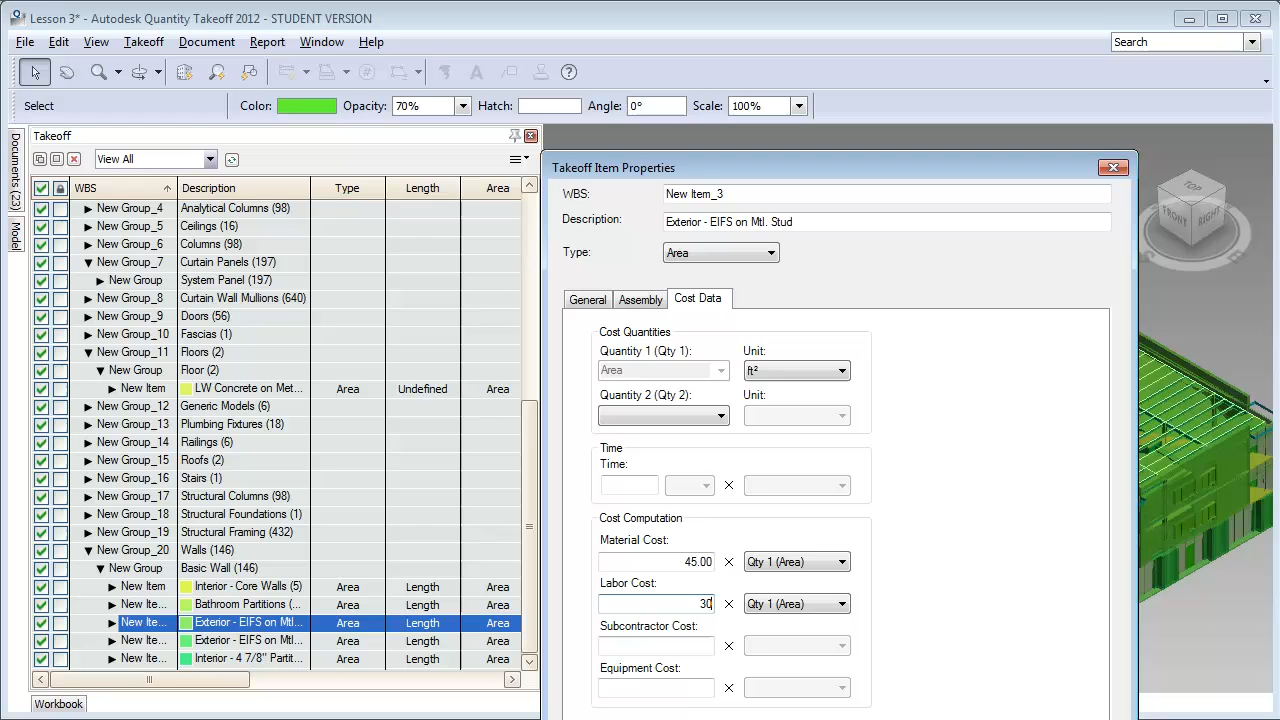 Lesson 3* - Autodesk Quantity Takeoff 2012 - STUDENT VERSION
File Edit View Takeoff Document Report Window Help Search
Select Color: Opacity: 70% Hatch: Angle: 0° Scale: 100%
Documents (23)
Model
Takeoff
View All
WBS Description Type Length Area
New Group_4 Analytical Columns (98)
New Group_5 Ceilings (16)
New Group_6 Columns (98)
New Group_7 Curtain Panels (197)
New Group System Panel (197)
New Group_8 Curtain Wall Mullions (640)
New Group_9 Doors (56)
New Group_10 Fascias (1)
New Group_11 Floors (2)
New Group Floor (2)
New Item LW Concrete on Met... Area Undefined Area
New Group_12 Generic Models (6)
New Group_13 Plumbing Fixtures (18)
New Group_14 Railings (6)
New Group_15 Roofs (2)
New Group_16 Stairs (1)
New Group_17 Structural Columns (98)
New Group_18 Structural Foundations (1)
New Group_19 Structural Framing (432)
New Group_20 Walls (146)
New Group Basic Wall (146)
New Item Interior - Core Walls (5) Area Length Area
New Ite... Bathroom Partitions (... Area Length Area
New Ite... Exterior - EIFS on Mtl... Area Length Area
New Ite... Exterior - EIFS on Mtl... Area Length Area
New Ite... Interior - 4 7/8" Partit... Area Length Area
Workbook
Takeoff Item Properties
WBS: New Item_3
Description: Exterior - EIFS on Mtl. Stud
Type: Area
General Assembly Cost Data
Cost Quantities
Quantity 1 (Qty 1): Unit:
Area ft²
Quantity 2 (Qty 2): Unit:
Time
Time:
Cost Computation
Material Cost:
45.00 × Qty 1 (Area)
Labor Cost:
30 × Qty 1 (Area)
Subcontractor Cost:
×
Equipment Cost:
×
TOP
FRONT RIGHT